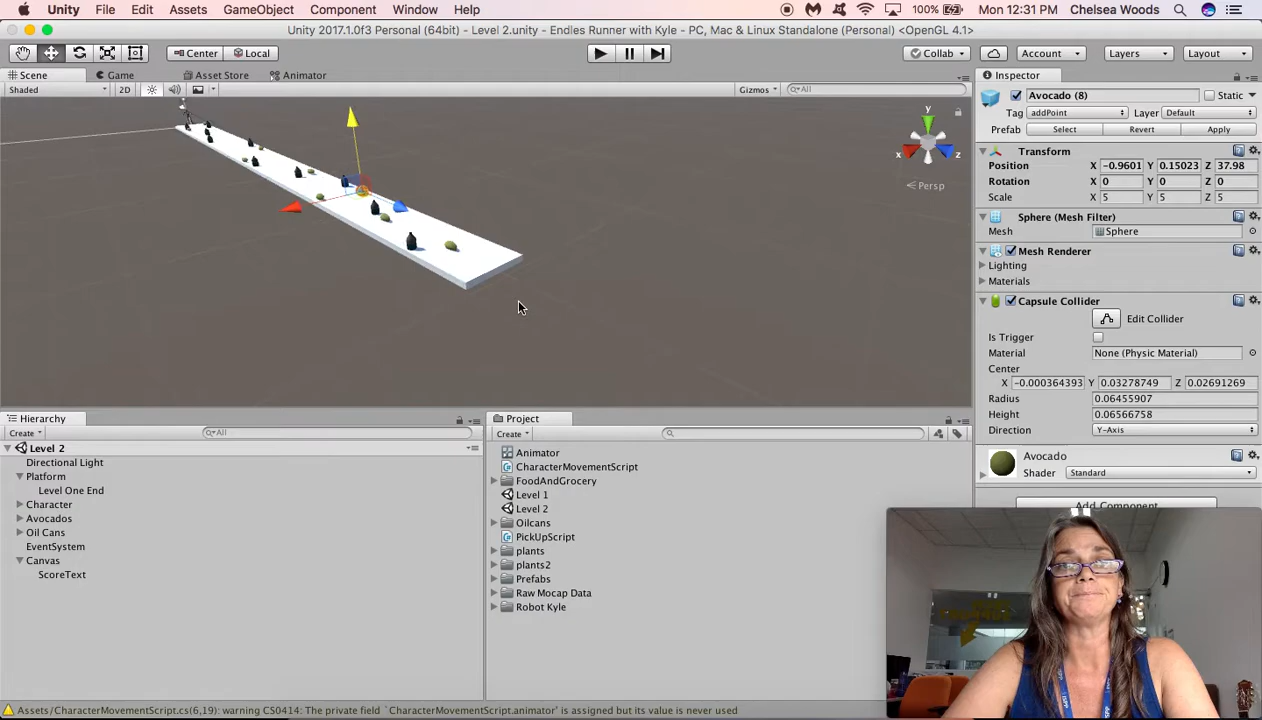 Unity File Edit Assets GameObject Component Window Help 100% Mon 12:31 PM Chelsea Woods
Unity 2017.1.0f3 Personal (64bit) - Level 2.unity - Endles Runner with Kyle - PC, Mac & Linux Standalone (Personal) <OpenGL 4.1>
Center Local Collab Account Layers Layout
Scene Game Asset Store Animator
Shaded 2D Gizmos All
y
x z
Persp
Inspector
Avocado (8) Static
Tag addPoint Layer Default
Prefab Select Revert Apply
Transform
Position X -0.9601 Y 0.15023 Z 37.98
Rotation X 0 Y 0 Z 0
Scale X 5 Y 5 Z 5
Sphere (Mesh Filter)
Mesh Sphere
Mesh Renderer
Lighting
Materials
Capsule Collider
Edit Collider
Is Trigger
Material None (Physic Material)
Center
X -0.000364393 Y 0.03278749 Z 0.02691269
Radius 0.06455907
Height 0.06566758
Direction Y-Axis
Avocado
Shader Standard
Add Component
Hierarchy
Create All
Level 2
Directional Light
Platform
Level One End
Character
Avocados
Oil Cans
EventSystem
Canvas
ScoreText
Project
Create
Animator
CharacterMovementScript
FoodAndGrocery
Level 1
Level 2
Oilcans
PickUpScript
plants
plants2
Prefabs
Raw Mocap Data
Robot Kyle
Assets/CharacterMovementScript.cs(6,19): warning CS0414: The private field `CharacterMovementScript.animator' is assigned but its value is never used